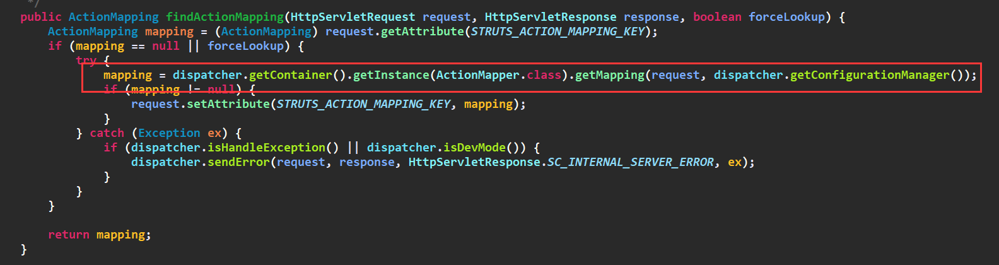 */
public ActionMapping findActionMapping(HttpServletRequest request, HttpServletResponse response, boolean forceLookup) {
ActionMapping mapping = (ActionMapping) request.getAttribute(STRUTS_ACTION_MAPPING_KEY);
if (mapping == null || forceLookup) {
try {
mapping = dispatcher.getContainer().getInstance(ActionMapper.class).getMapping(request, dispatcher.getConfigurationManager());
if (mapping != null) {
request.setAttribute(STRUTS_ACTION_MAPPING_KEY, mapping);
}
} catch (Exception ex) {
if (dispatcher.isHandleException() || dispatcher.isDevMode()) {
dispatcher.sendError(request, response, HttpServletResponse.SC_INTERNAL_SERVER_ERROR, ex);
}
}
}
return mapping;
}